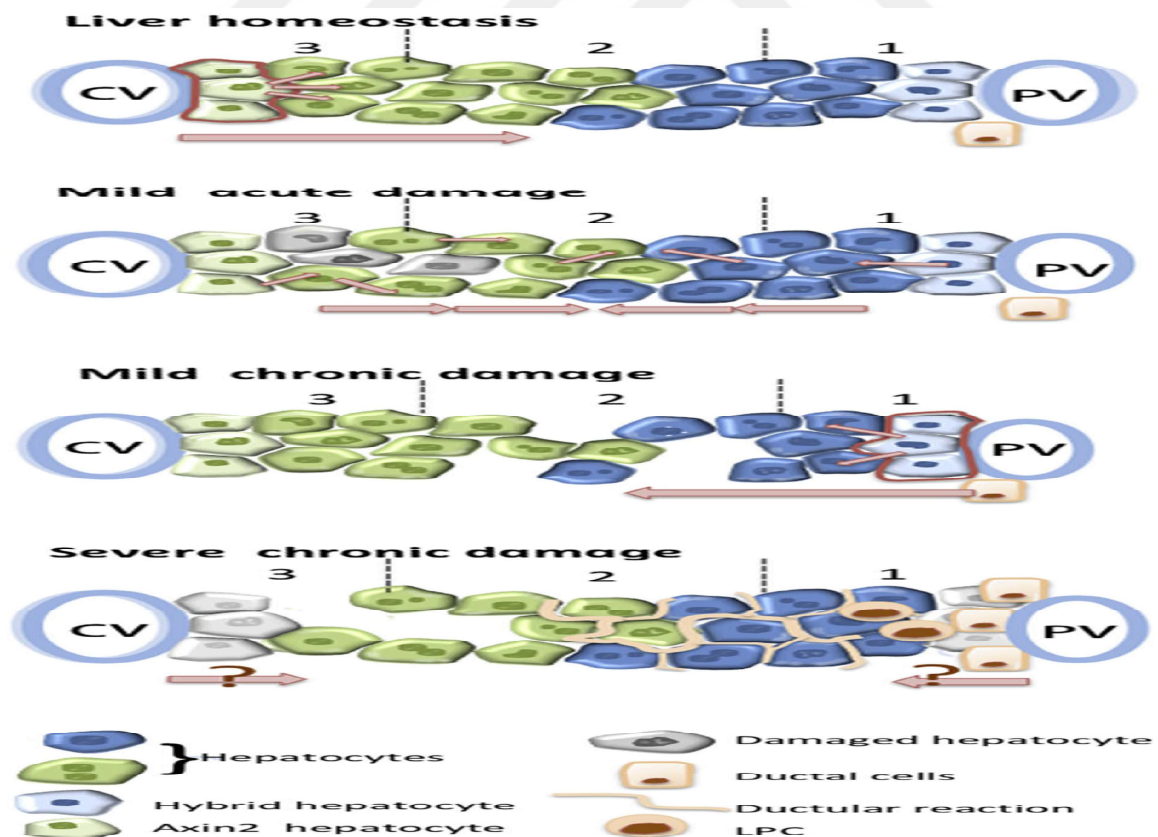 Liver homeostasis
3 2 1
CV PV
Mild acute damage
3 2 1
CV PV
Mild chronic damage
3 2 1
CV PV
Severe chronic damage
3 2 1
CV PV
? ?
} Hepatocytes
Hybrid hepatocyte
Axin2 hepatocyte
Damaged hepatocyte
Ductal cells
Ductular reaction
LPC